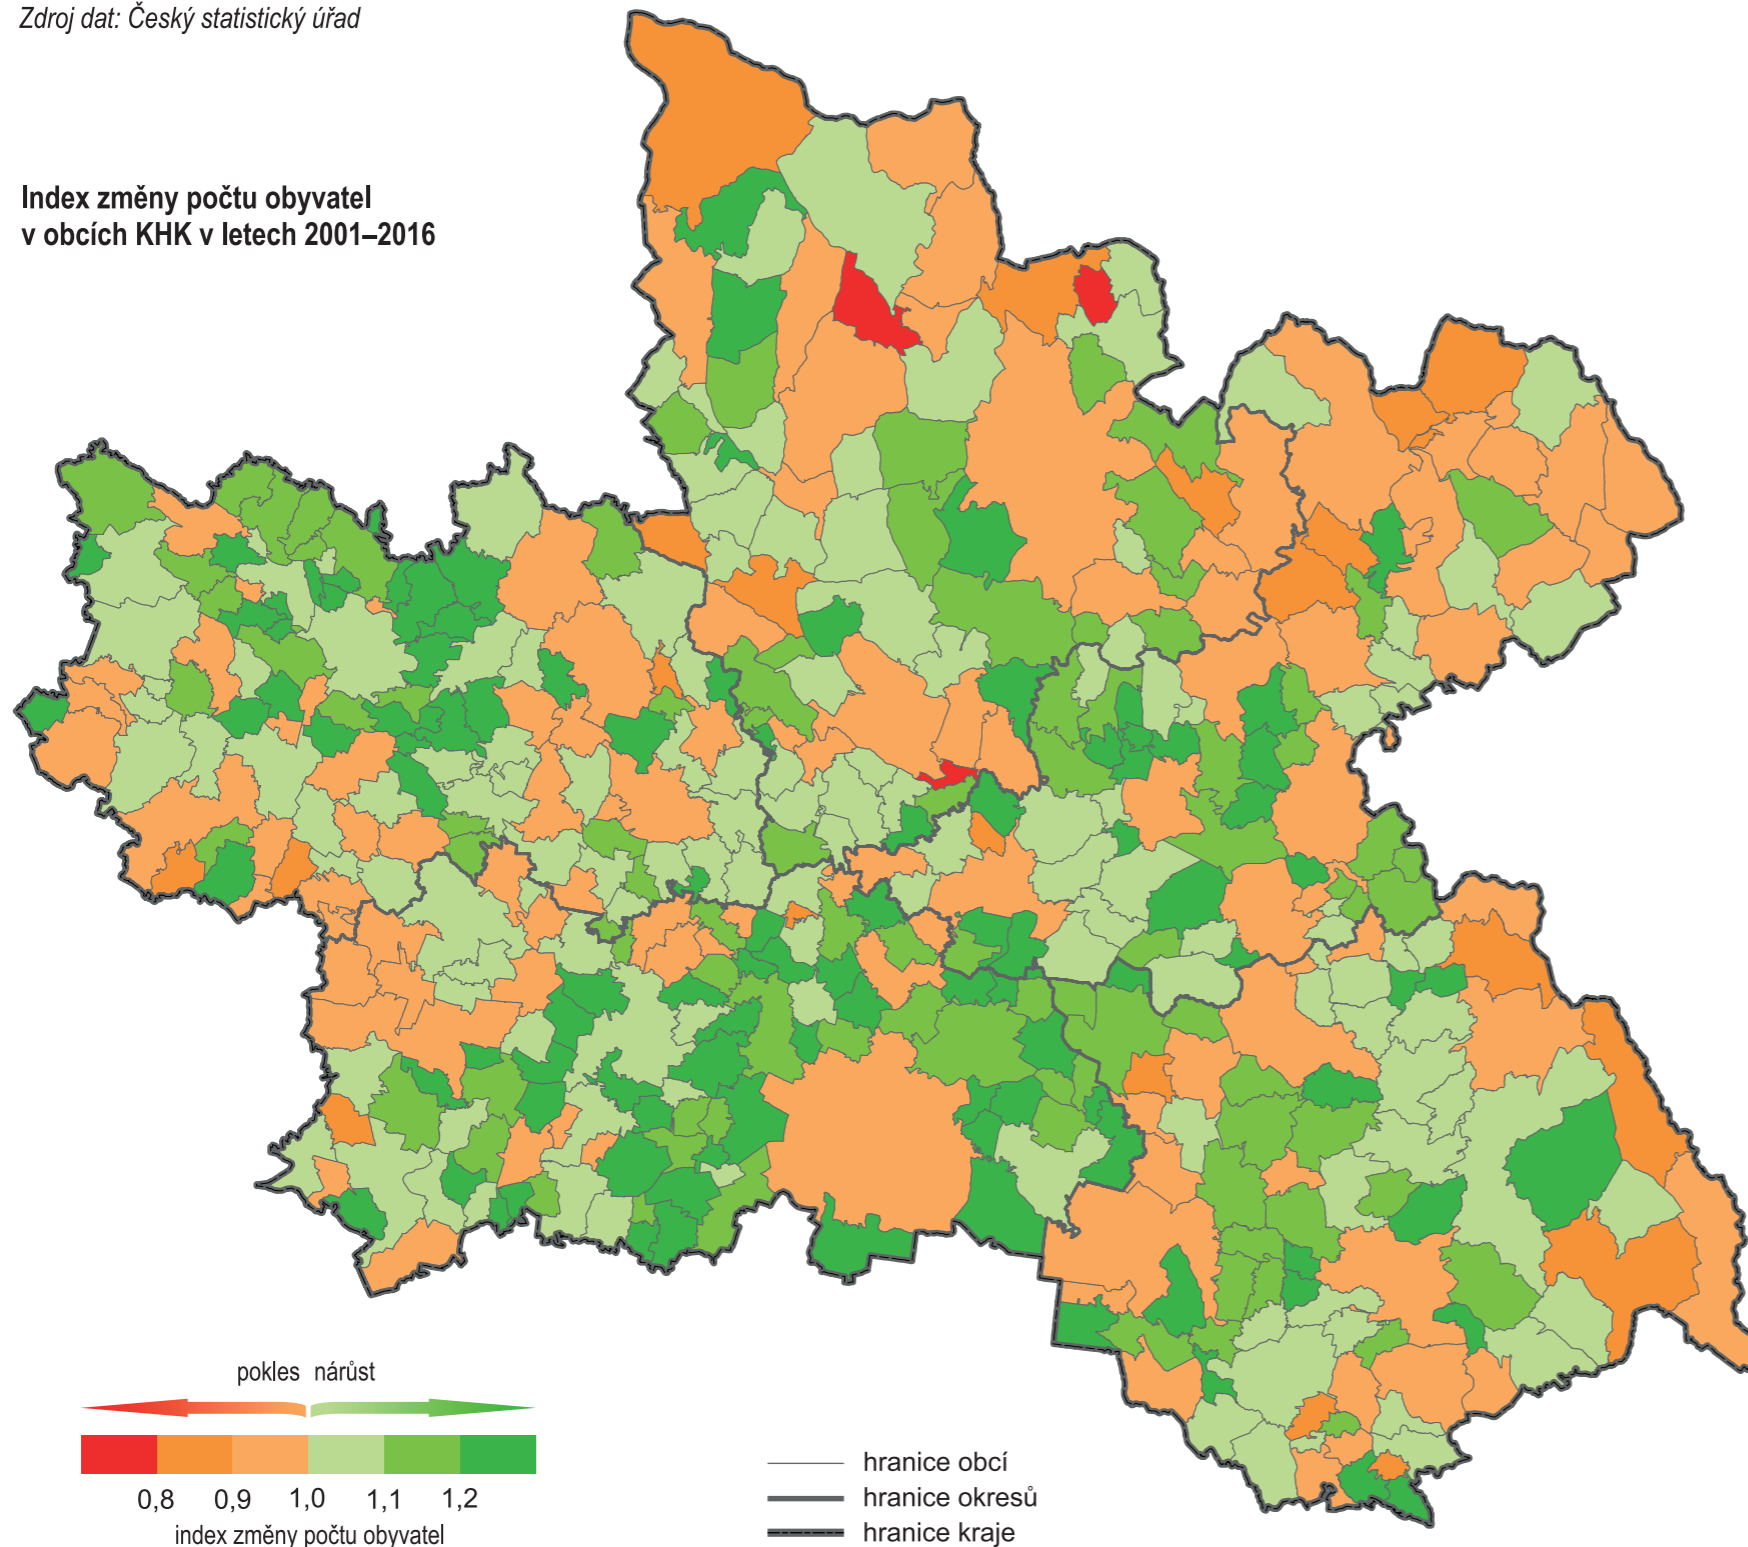 Zdroj dat: Český statistický úřad
Index změny počtu obyvatel
v obcích KHK v letech 2001–2016
pokles nárůst
0,8 0,9 1,0 1,1 1,2
index změny počtu obyvatel
hranice obcí
hranice okresů
hranice kraje